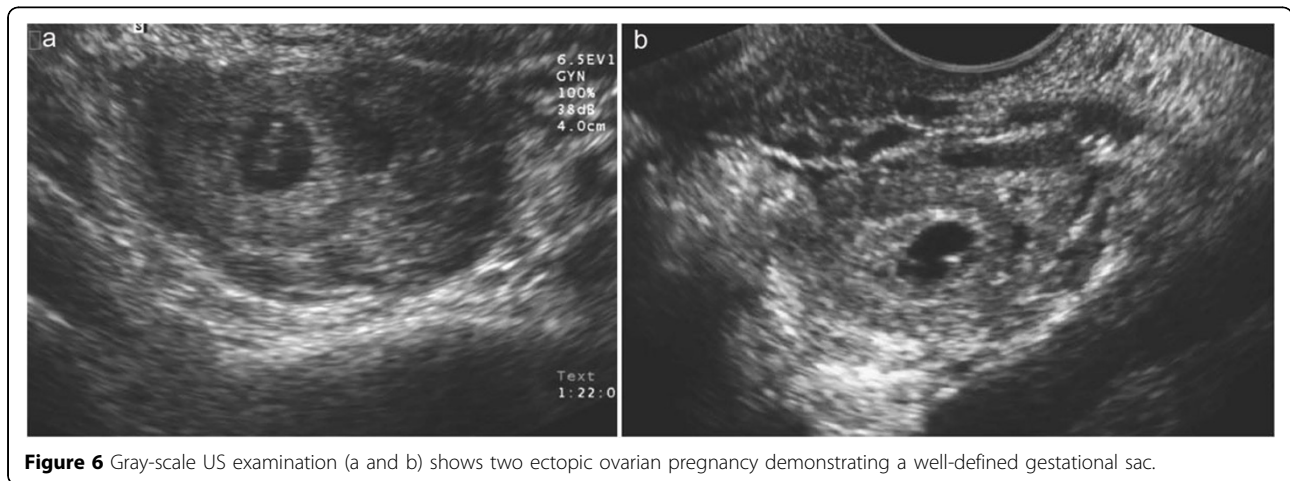 S
a
6.5EV1
GYN
100%
38dB
4.0cm
Text
1:22:0
b
Figure 6 Gray-scale US examination (a and b) shows two ectopic ovarian pregnancy demonstrating a well-defined gestational sac.